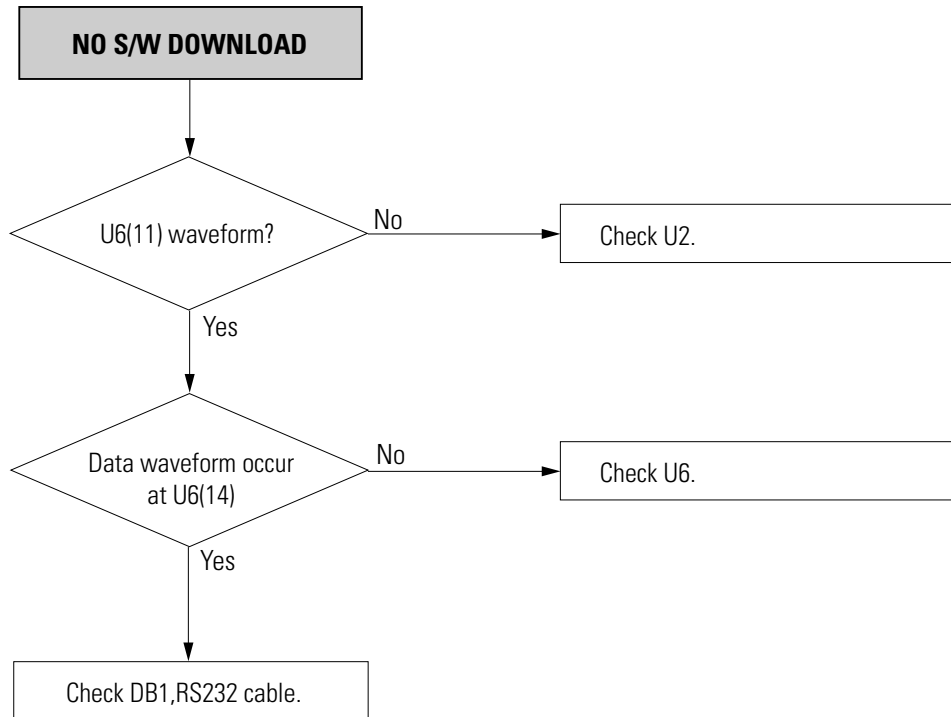 NO S/W DOWNLOAD
U6(11) waveform?
No
Check U2.
Yes
Data waveform occur
at U6(14)
No
Check U6.
Yes
Check DB1,RS232 cable.